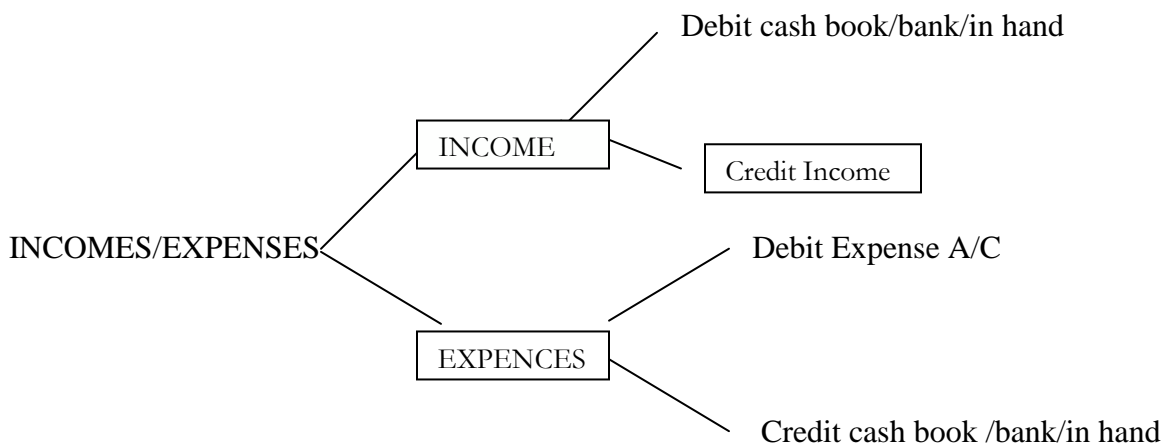 Debit cash book/bank/in hand
INCOME
Credit Income
INCOMES/EXPENSES
Debit Expense A/C
EXPENCES
Credit cash book /bank/in hand